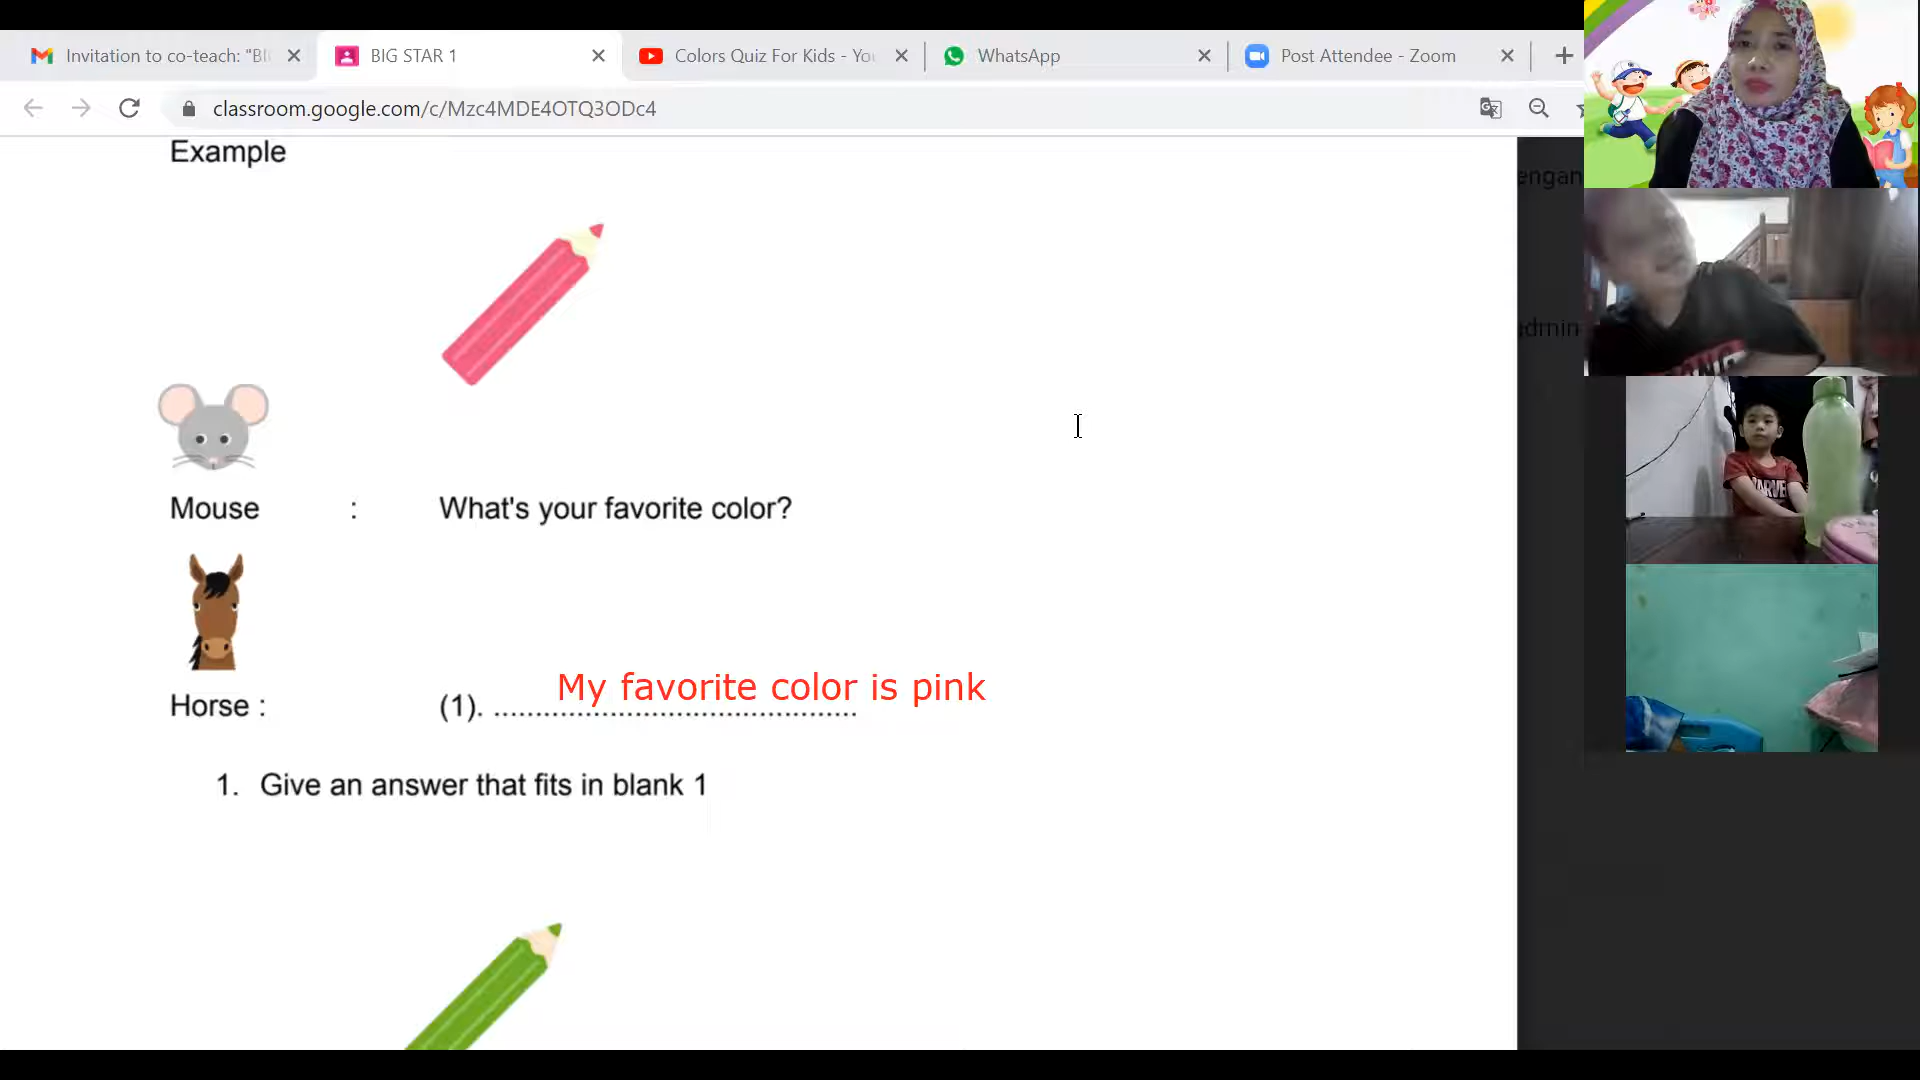 Invitation to co-teach: "BI
BIG STAR 1
Colors Quiz For Kids - You
WhatsApp
Post Attendee - Zoom
classroom.google.com/c/Mzc4MDE4OTQ3ODc4
Example
engan
Mouse : What's your favorite color?
My favorite color is pink
Horse : (1). ............................................
1. Give an answer that fits in blank 1